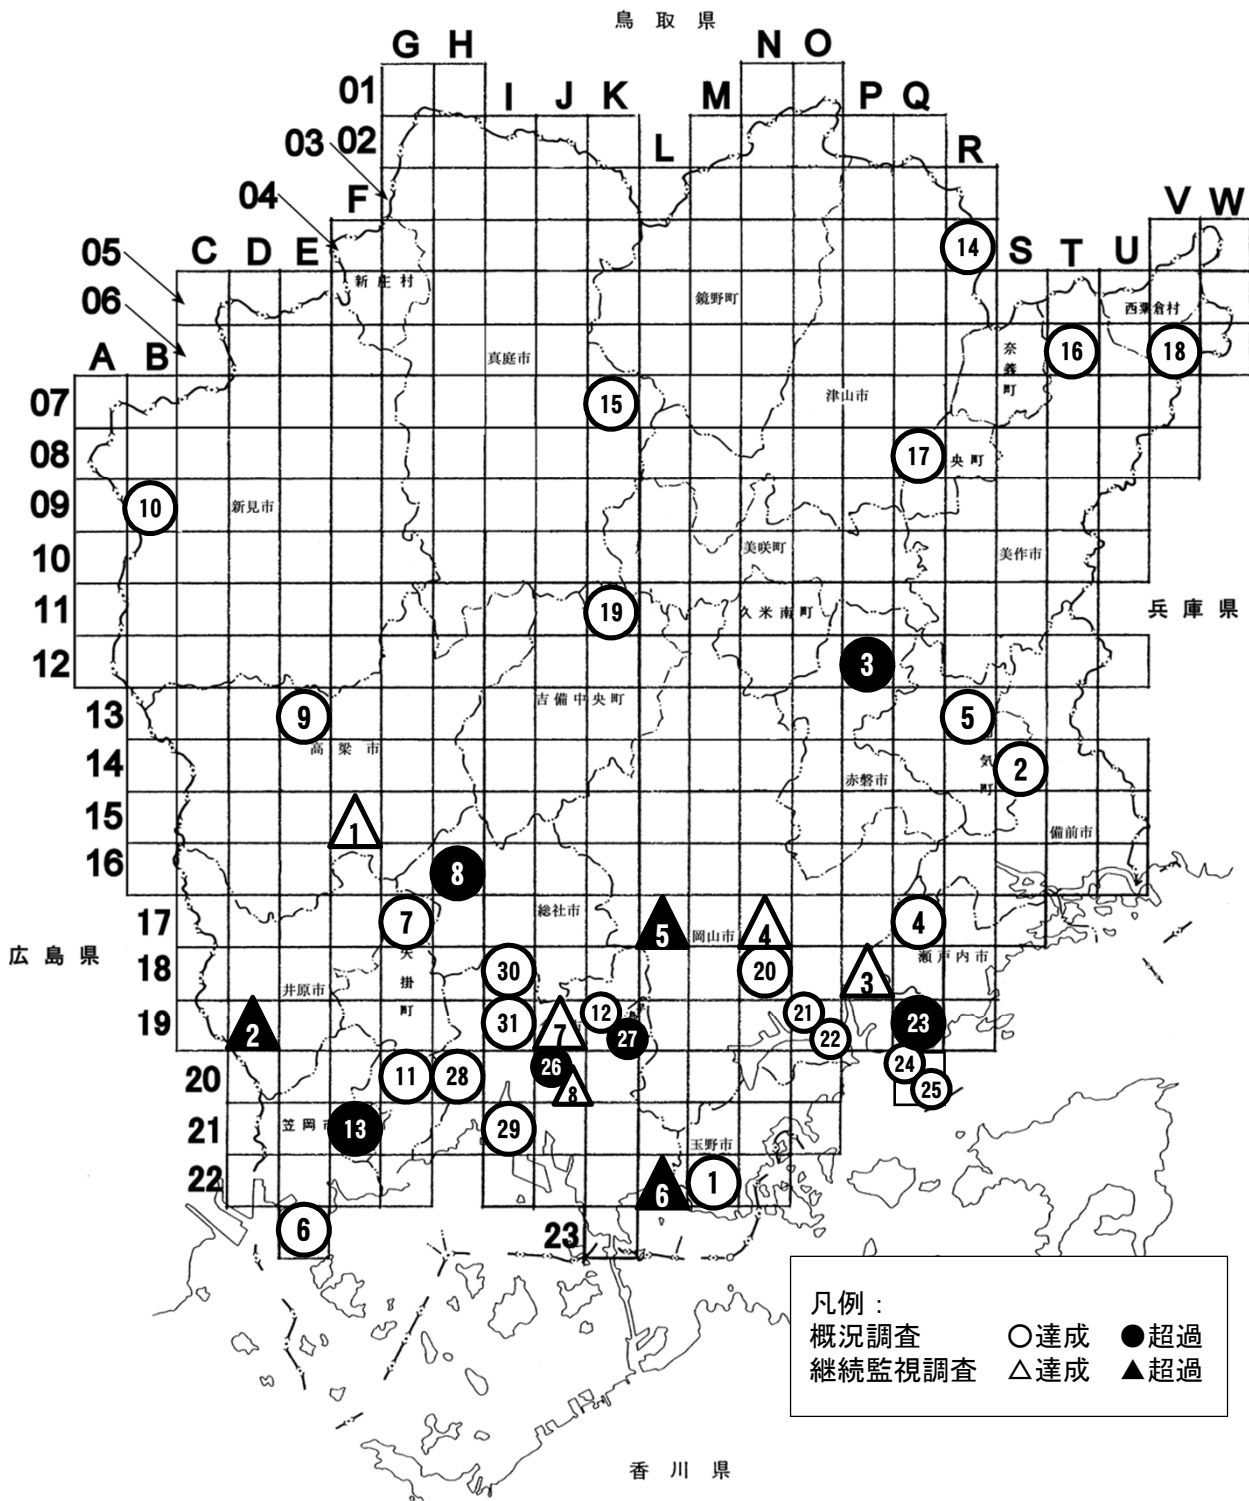 鳥 取 県
G H
N O
01
I J K
M
P Q
03 02
L
R
04
F
V W
05
C D E
14
S T U
新 庄 村
06
鏡野町
西粟倉村
A B
真庭市
奈
義
町
16
18
07
15
津山市
08
17
央 町
09
10
新見市
10
美咲町
美作市
11
19
久 米 南 町
兵 庫 県
12
3
13
9
吉 備 中 央 町
5
高 梁 市
14
赤磐市
気
町
2
15
1
備前市
16
8
17
7
総社市
5
岡山市
4
4
広 島 県
18
矢
掛
町
30
20
3
瀬 戸 内 市
井原市
19
2
31
7
12
27
21
22
23
20
11
28
26
8
24
25
21
笠 岡 市
13
29
玉野市
22
6
1
6
23
凡例：
概況調査 ○達成 ●超過
継続監視調査 △達成 ▲超過
香 川 県